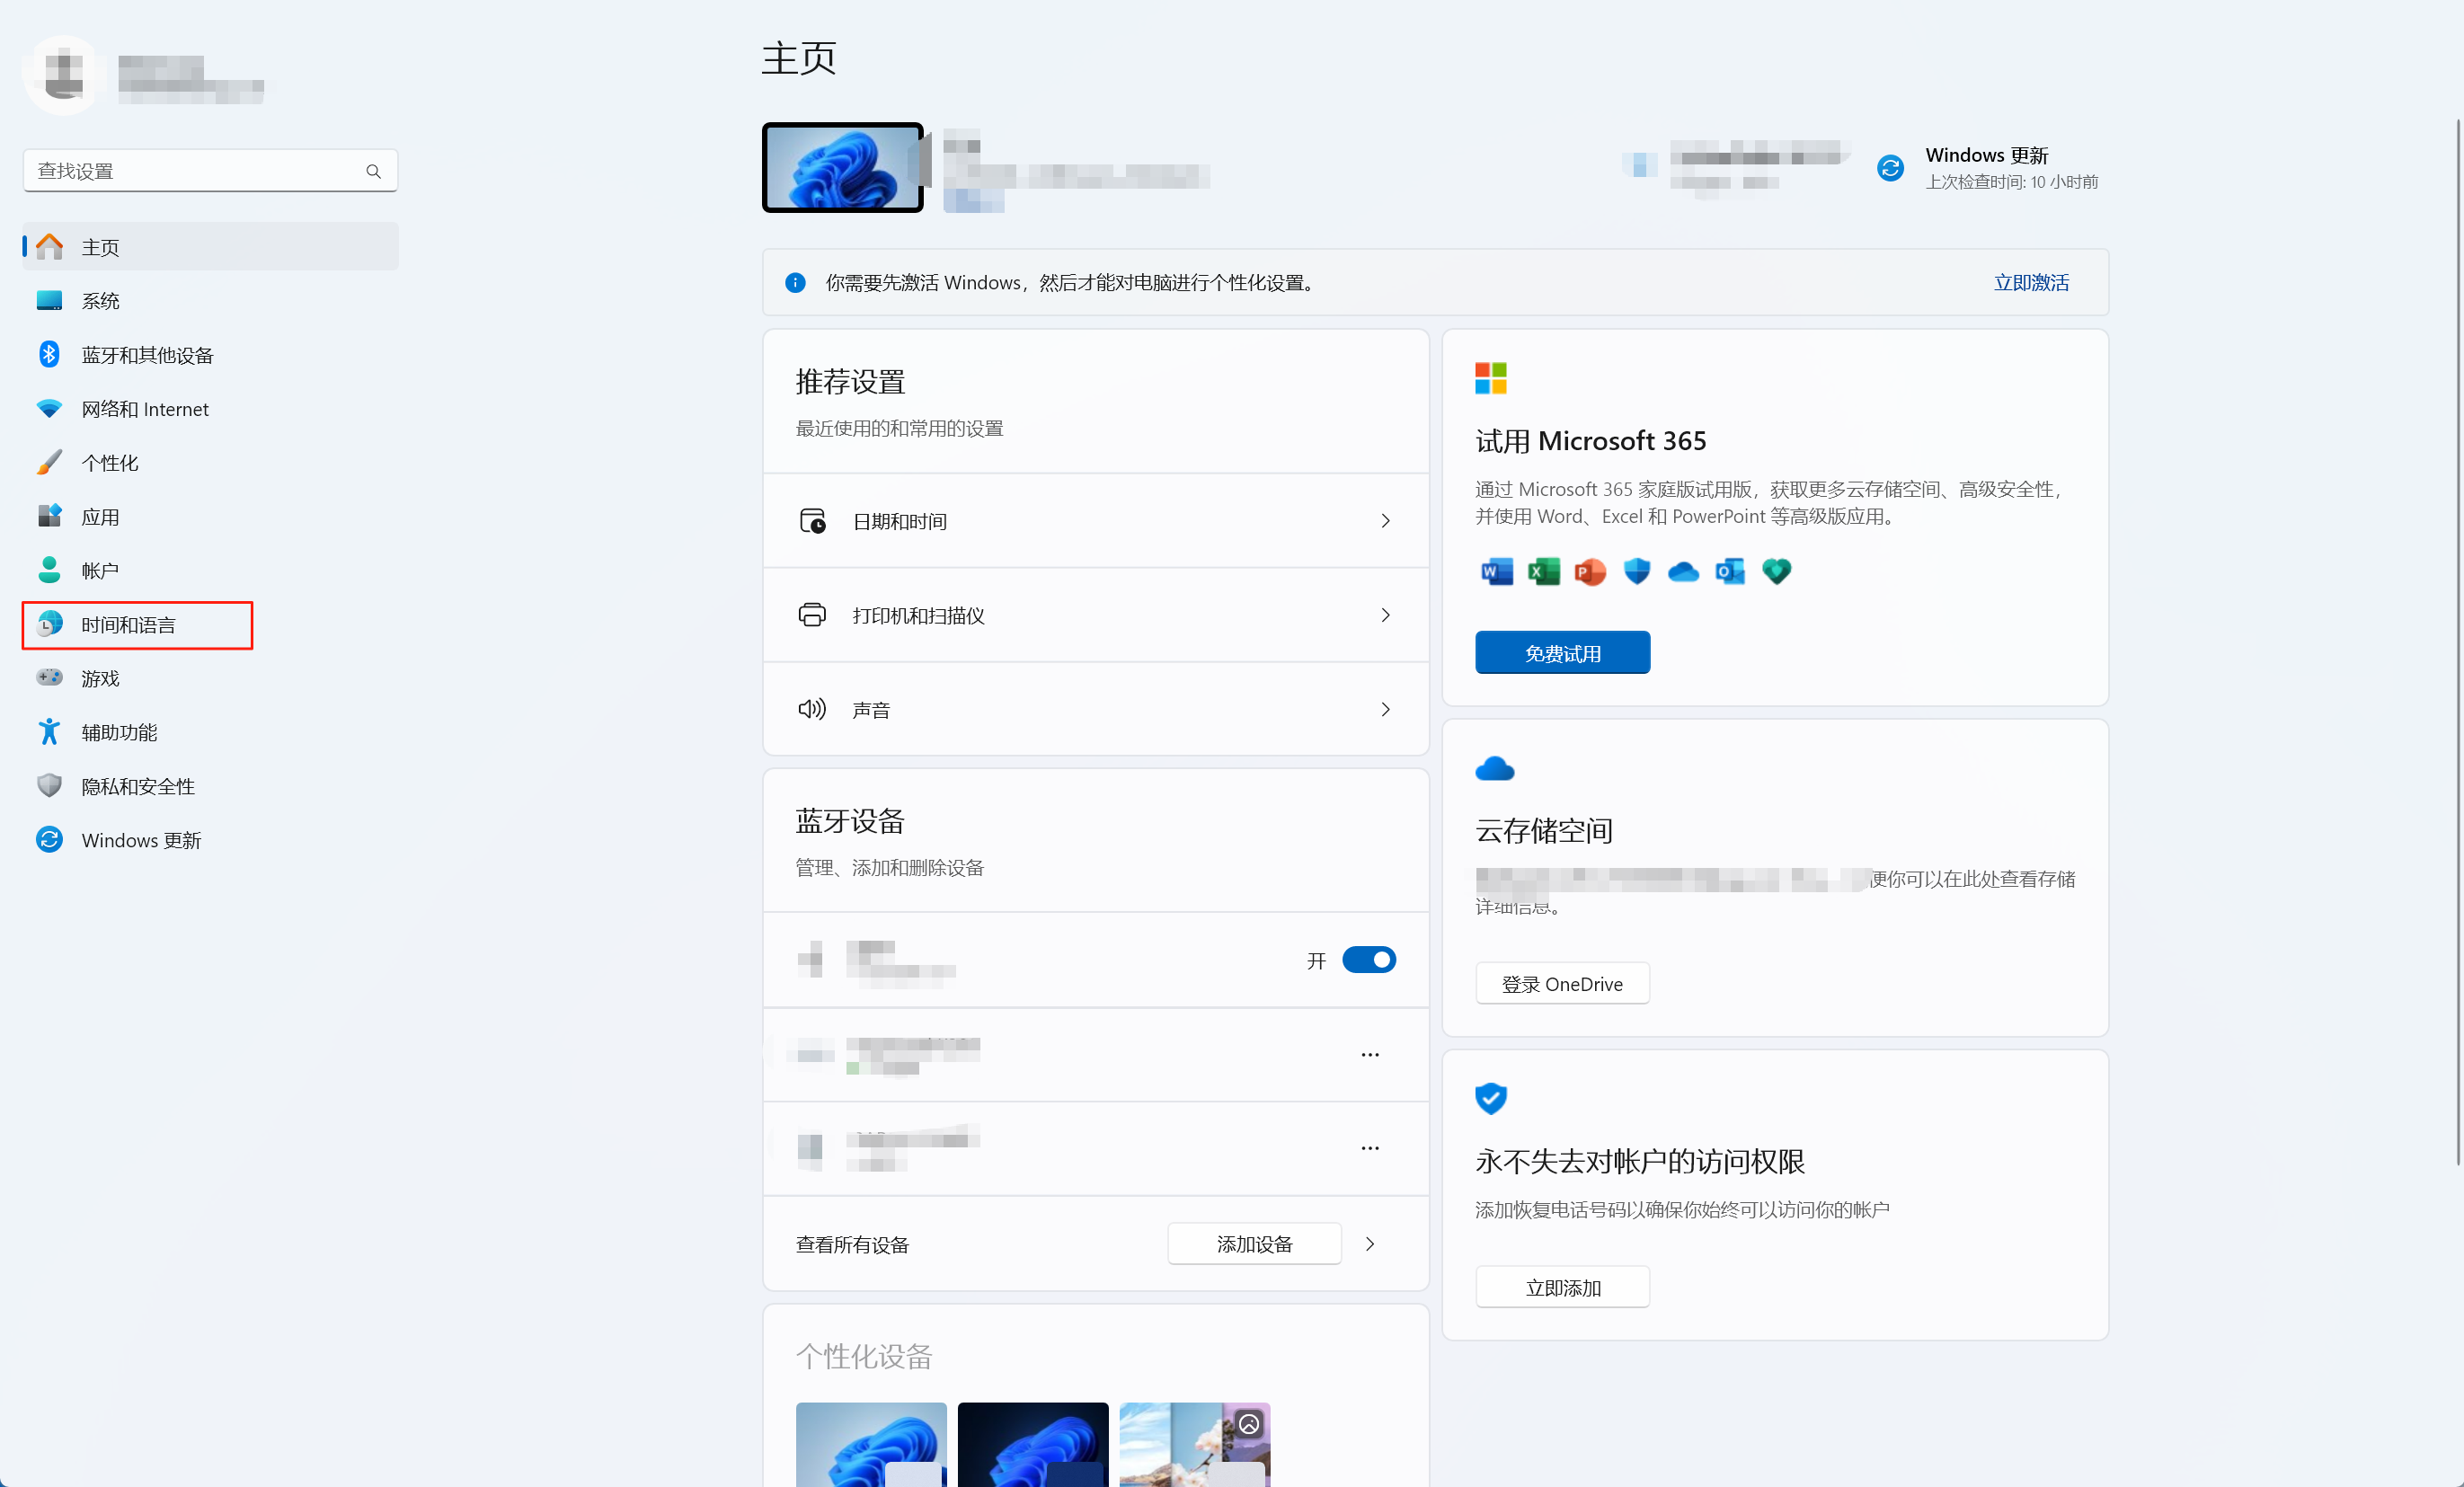 查找设置
主页
系统
蓝牙和其他设备
网络和 Internet
个性化
应用
帐户
时间和语言
游戏
辅助功能
隐私和安全性
Windows 更新
主页
Windows 更新
上次检查时间: 10 小时前
你需要先激活 Windows，然后才能对电脑进行个性化设置。
立即激活
推荐设置
最近使用的和常用的设置
日期和时间
打印机和扫描仪
声音
蓝牙设备
管理、添加和删除设备
开
查看所有设备
添加设备
个性化设备
试用 Microsoft 365
通过 Microsoft 365 家庭版试用版，获取更多云存储空间、高级安全性，
并使用 Word、Excel 和 PowerPoint 等高级版应用。
免费试用
云存储空间
便你可以在此处查看存储
详细信息。
登录 OneDrive
永不失去对帐户的访问权限
添加恢复电话号码以确保你始终可以访问你的帐户
立即添加